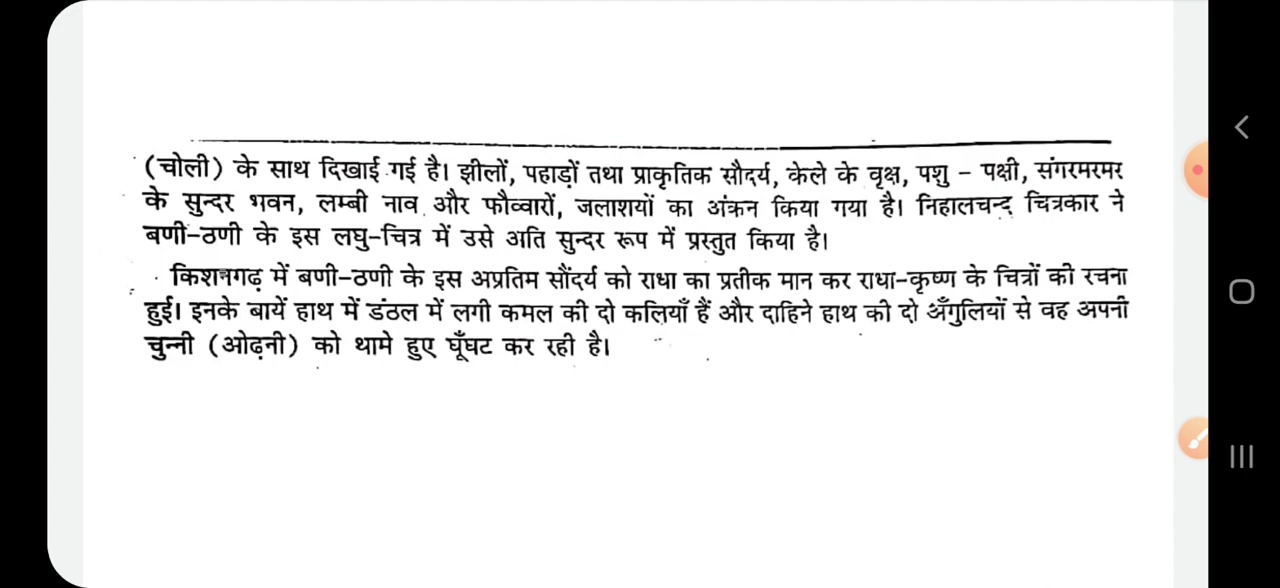 (चोली) के साथ दिखाई गई है। झीलों, पहाड़ों तथा प्राकृतिक सौदर्य, केले के वृक्ष, पशु - पक्षी, संगरमरमर
के सुन्दर भवन, लम्बी नाव और फौव्वारों, जलाशयों का अंकन किया गया है। निहालचन्द चित्रकार ने
बणी-ठणी के इस लघु-चित्र में उसे अति सुन्दर रूप में प्रस्तुत किया है।
किशनगढ़ में बणी-ठणी के इस अप्रतिम सौंदर्य को राधा का प्रतीक मान कर राधा-कृष्ण के चित्रों की रचना
हुई। इनके बायें हाथ में डंठल में लगी कमल की दो कलियाँ हैं और दाहिने हाथ की दो अँगुलियों से वह अपनी
चुन्नी (ओढ़नी) को थामे हुए घूँघट कर रही है।